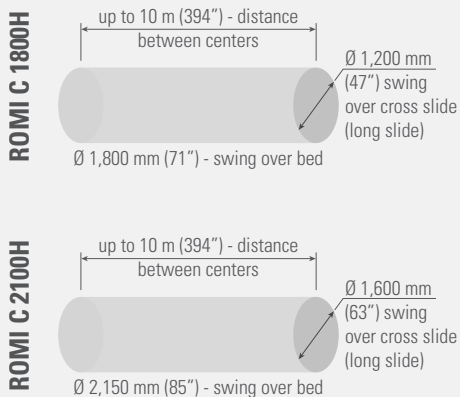 ROMI C 1800H
up to 10 m (394") - distance
between centers
Ø 1,200 mm
(47") swing
over cross slide
(long slide)
Ø 1,800 mm (71") - swing over bed
ROMI C 2100H
up to 10 m (394") - distance
between centers
Ø 1,600 mm
(63") swing
over cross slide
(long slide)
Ø 2,150 mm (85") - swing over bed